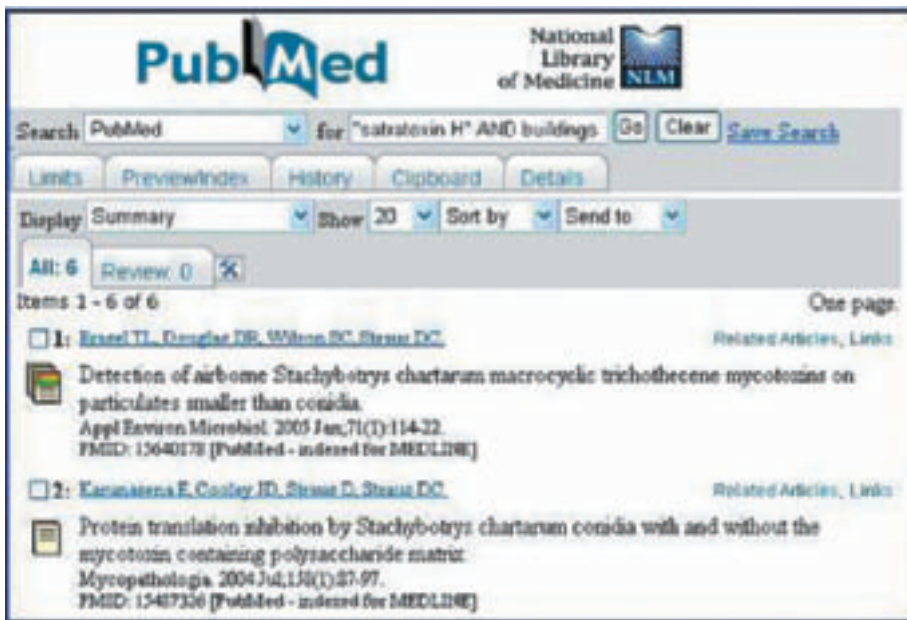 PubMed
National
Library
of Medicine NLM
Search PubMed for "satratoxin H" AND buildings Go Clear Save Search
Limits Preview/Index History Clipboard Details
Display Summary Show 20 Sort by Send to
All: 6 Review: 0
Items 1 - 6 of 6 One page.
1: TL, Douglas DR, Wilson SC, Straus DC. Related Articles, Links
Detection of airborne Stachybotrys chartarum macrocyclic trichothecene mycotoxins on
particulates smaller than conidia.
Appl Environ Microbiol. 2005 Jan;71(1):114-22.
PMID: 15640178 [PubMed - indexed for MEDLINE]
2: Karunasena E, Cooley JD, Straus D, Straus DC. Related Articles, Links
Protein translation inhibition by Stachybotrys chartarum conidia with and without the
mycotoxin containing polysaccharide matrix.
Mycopathologia. 2004 Jul;158(1):87-97.
PMID: 15487326 [PubMed - indexed for MEDLINE]